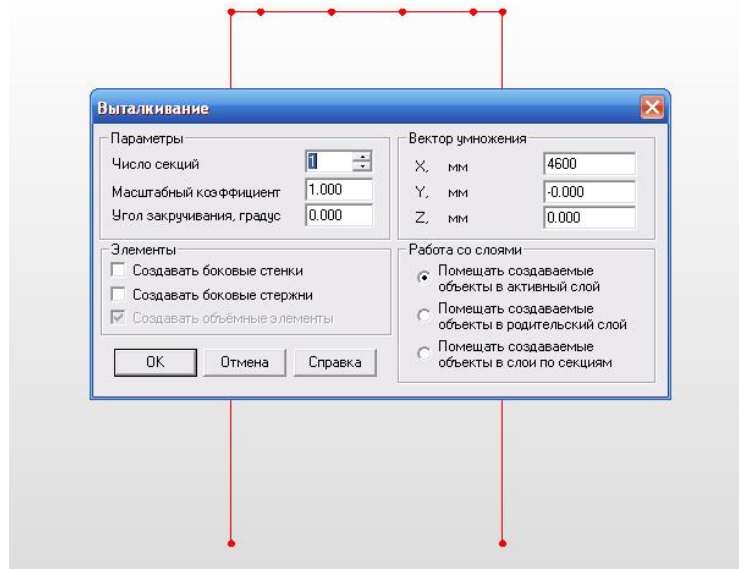 Выталкивание
Параметры
Число секций 1
Масштабный коэффициент 1.000
Угол закручивания, градус 0.000
Вектор умножения
X, мм 4600
Y, мм -0.000
Z, мм 0.000
Элементы
Создавать боковые стенки
Создавать боковые стержни
Создавать объёмные элементы
Работа со слоями
Помещать создаваемые
объекты в активный слой
Помещать создаваемые
объекты в родительский слой
Помещать создаваемые
объекты в слои по секциям
OK Отмена Справка